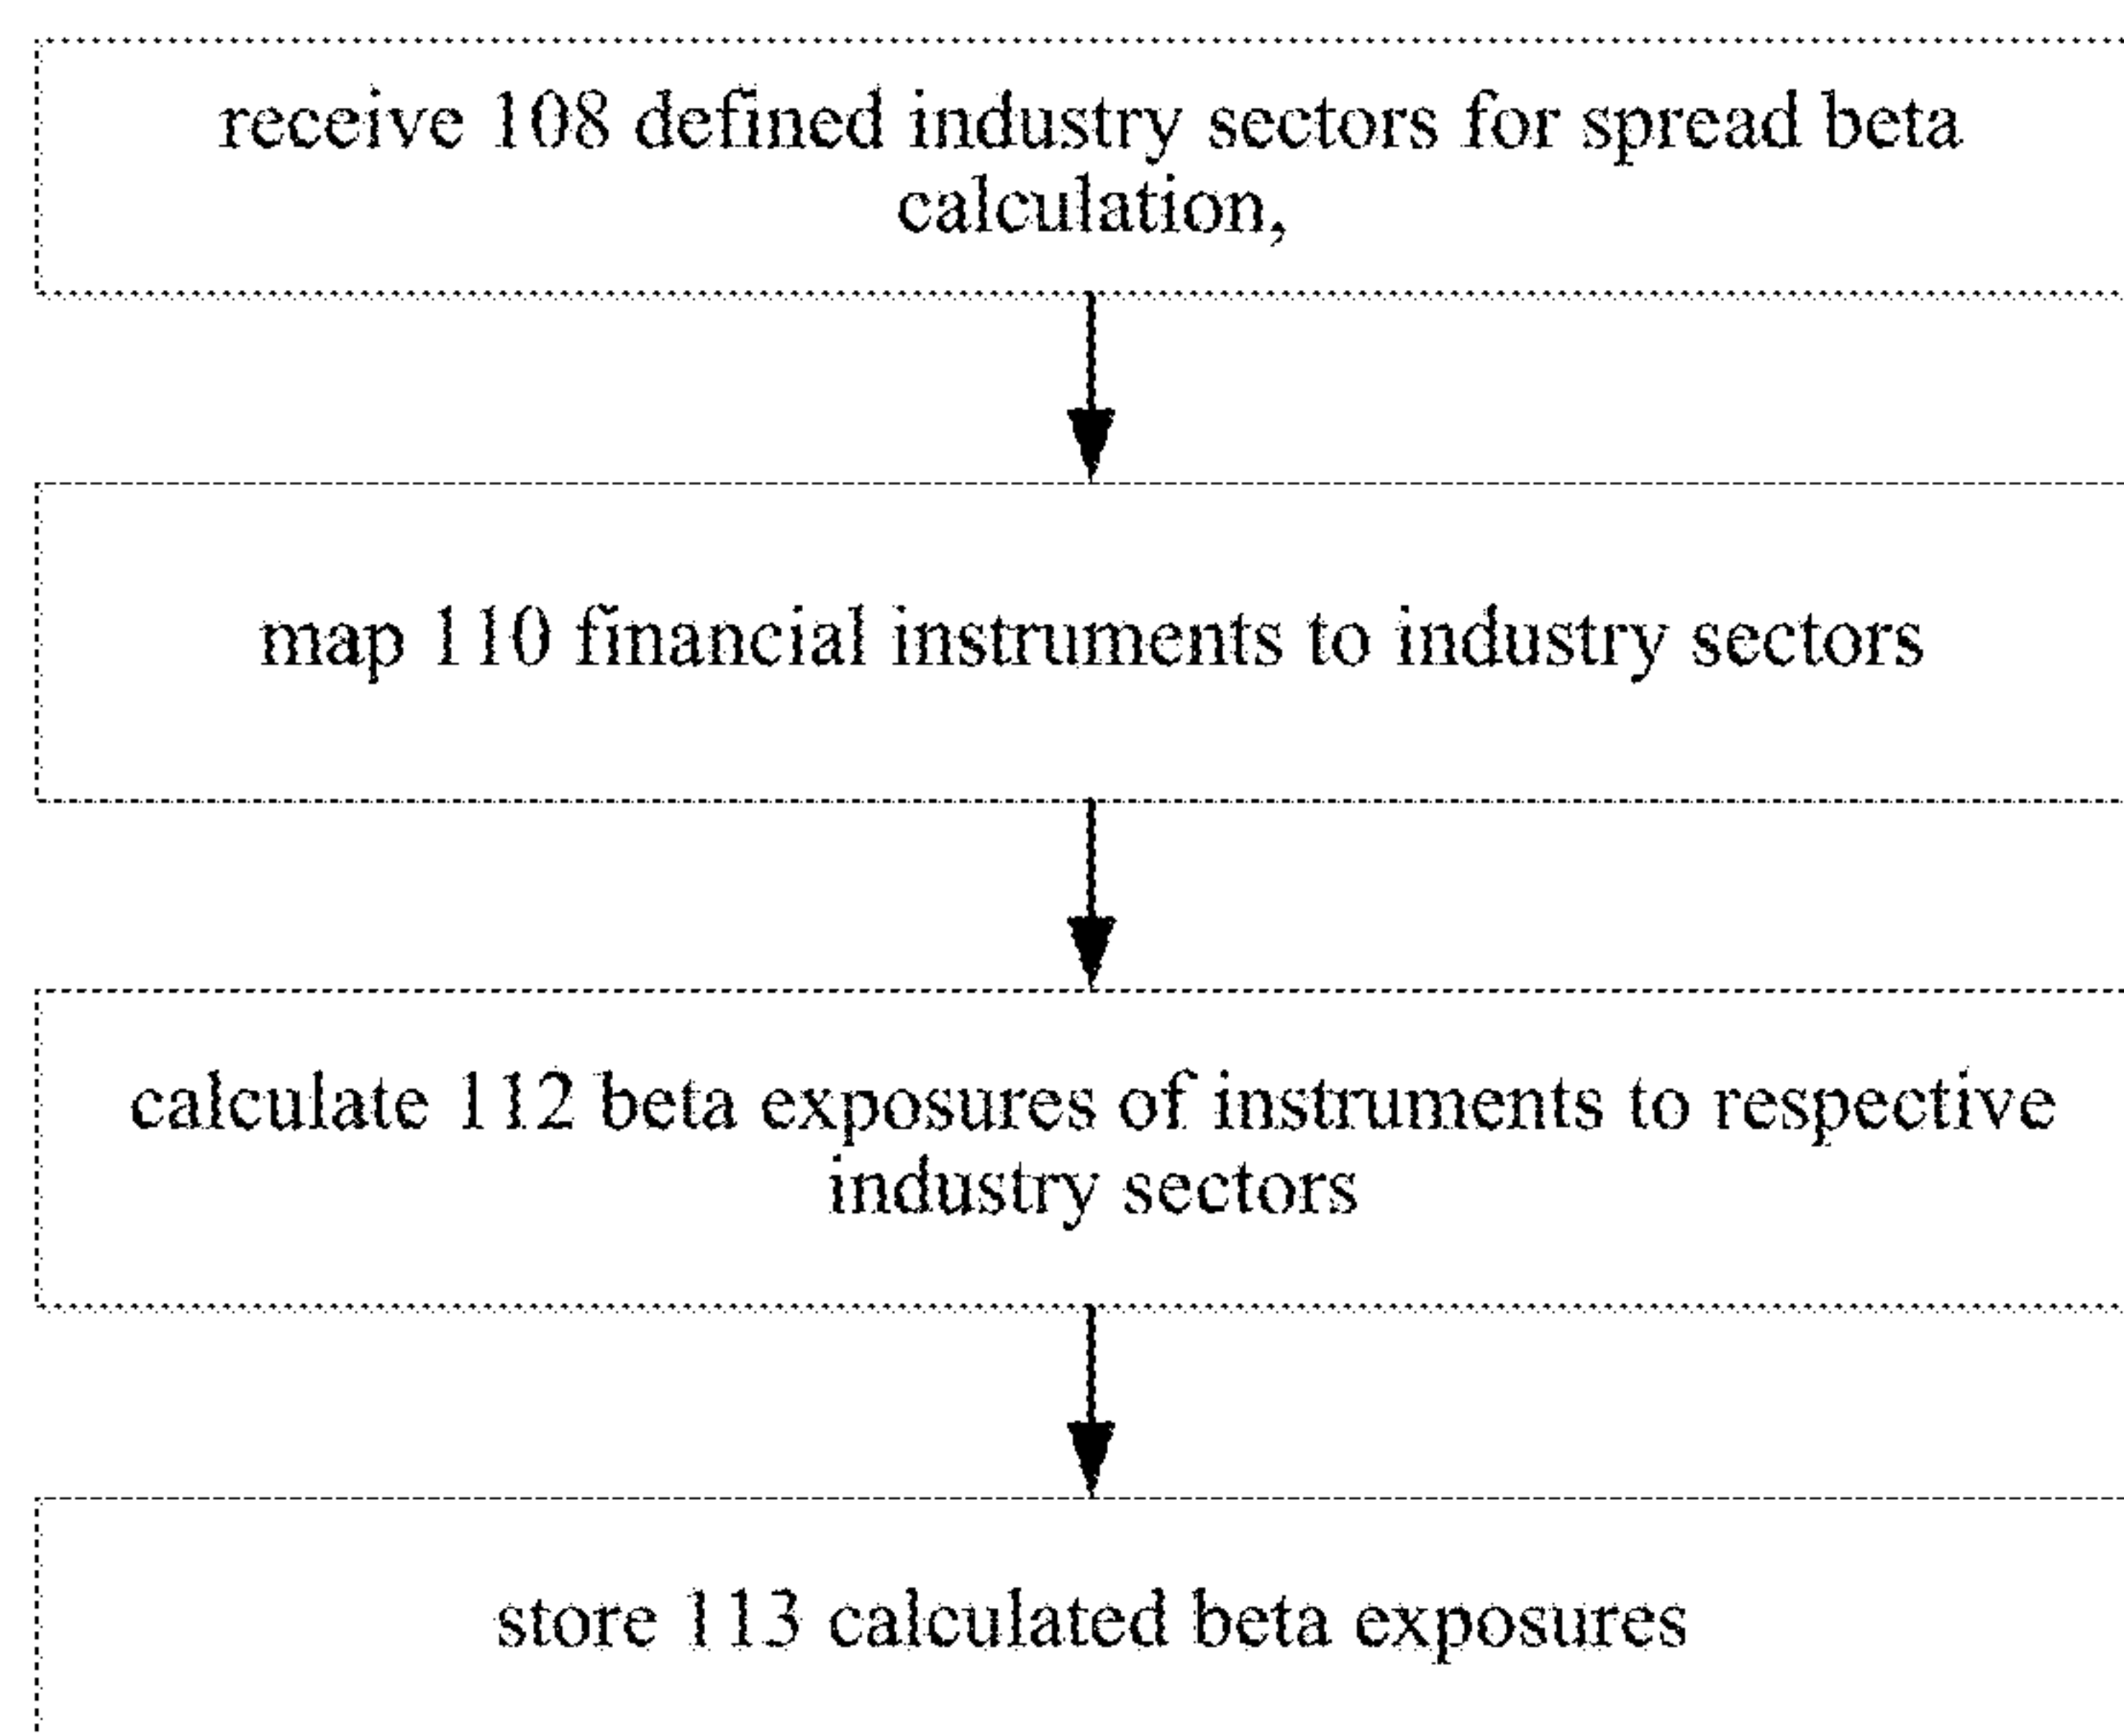 receive 108 defined industry sectors for spread beta
calculation,
map 110 financial instruments to industry sectors
calculate 112 beta exposures of instruments to respective
industry sectors
store 113 calculated beta exposures